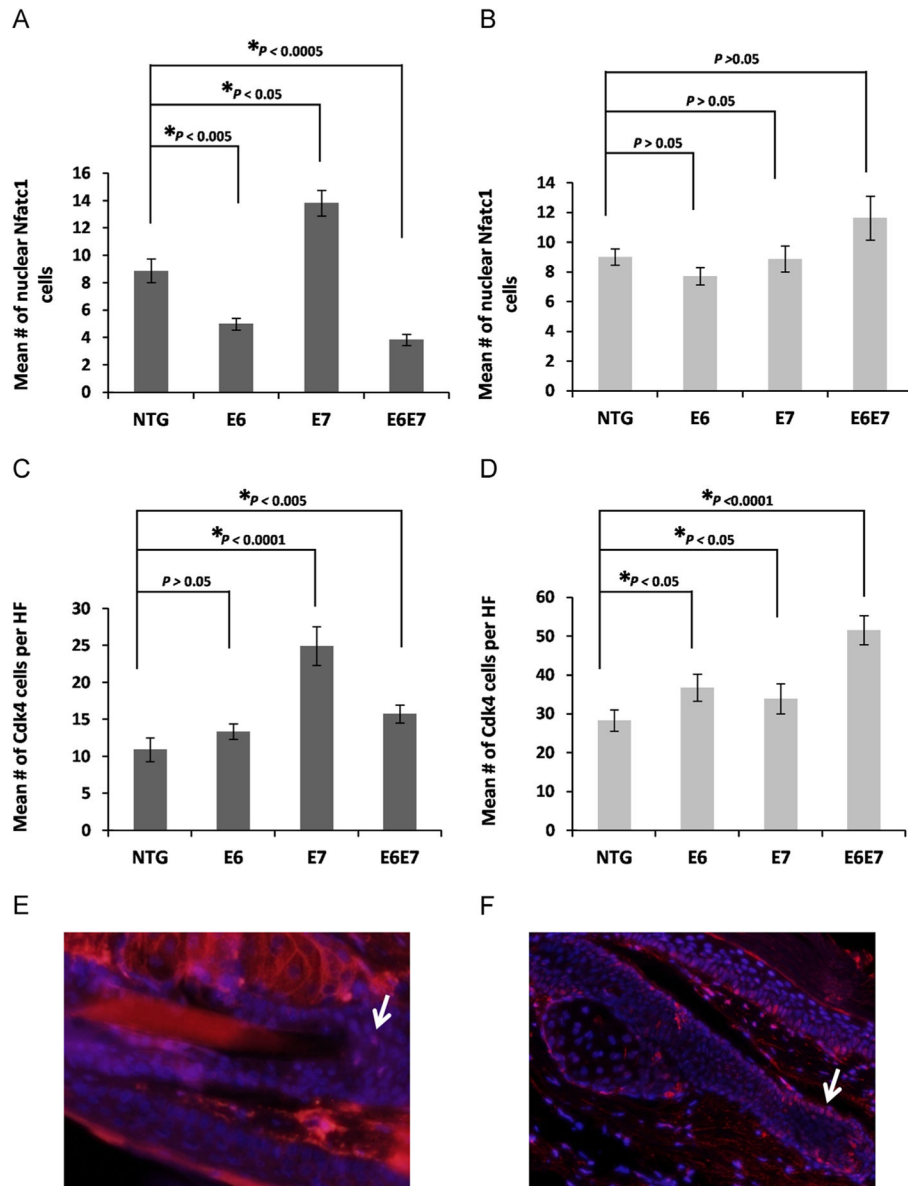 A
*P < 0.0005
*P < 0.05
*P < 0.005
Mean # of nuclear Nfatc1
cells
16
14
12
10
8
6
4
2
0
NTG E6 E7 E6E7
B
P >0.05
P > 0.05
P > 0.05
Mean # of nuclear Nfatc1
cells
14
12
10
8
6
4
2
0
NTG E6 E7 E6E7
C
*P < 0.005
*P < 0.0001
P > 0.05
Mean # of Cdk4 cells per HF
30
25
20
15
10
5
0
NTG E6 E7 E6E7
D
*P <0.0001
*P < 0.05
*P < 0.05
Mean # of Cdk4 cells per HF
60
50
40
30
20
10
0
NTG E6 E7 E6E7
E
F